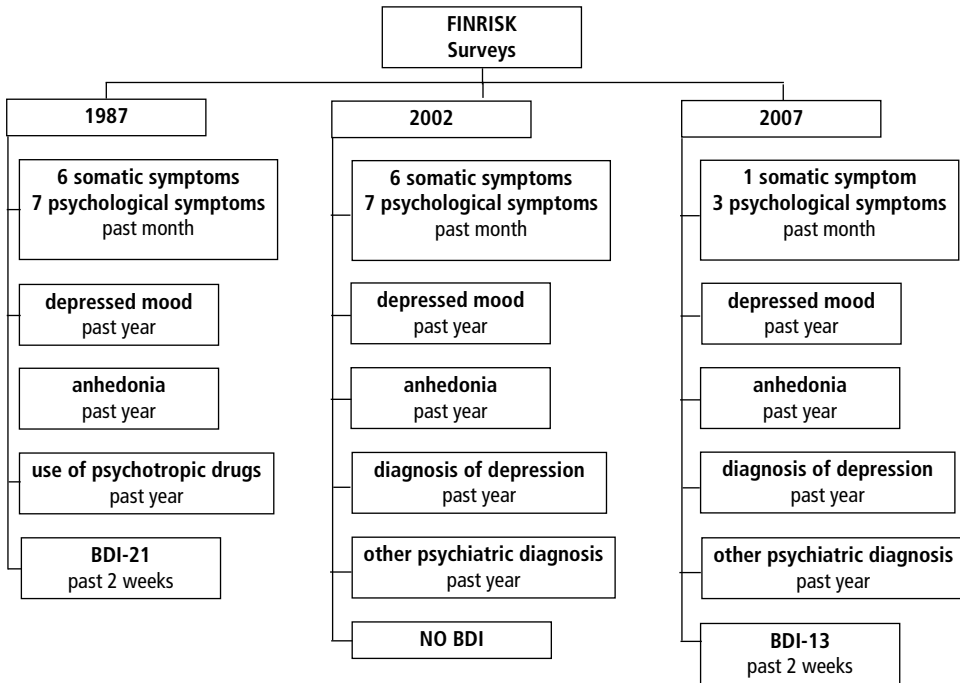 FINRISK
Surveys
1987
6 somatic symptoms
7 psychological symptoms
past month
depressed mood
past year
anhedonia
past year
use of psychotropic drugs
past year
BDI-21
past 2 weeks
2002
6 somatic symptoms
7 psychological symptoms
past month
depressed mood
past year
anhedonia
past year
diagnosis of depression
past year
other psychiatric diagnosis
past year
NO BDI
2007
1 somatic symptom
3 psychological symptoms
past month
depressed mood
past year
anhedonia
past year
diagnosis of depression
past year
other psychiatric diagnosis
past year
BDI-13
past 2 weeks